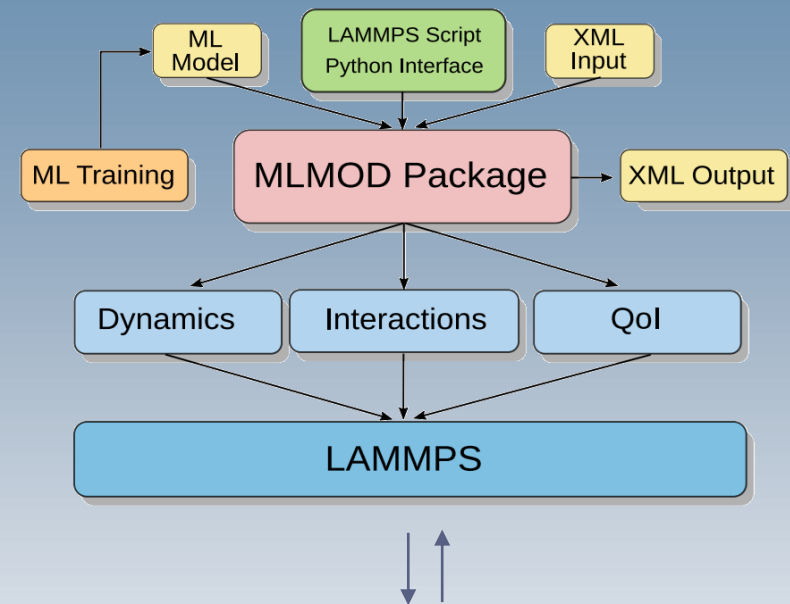 ML
Model
LAMMPS Script
Python Interface
XML
Input
ML Training
MLMOD Package
XML Output
Dynamics
Interactions
QoI
LAMMPS